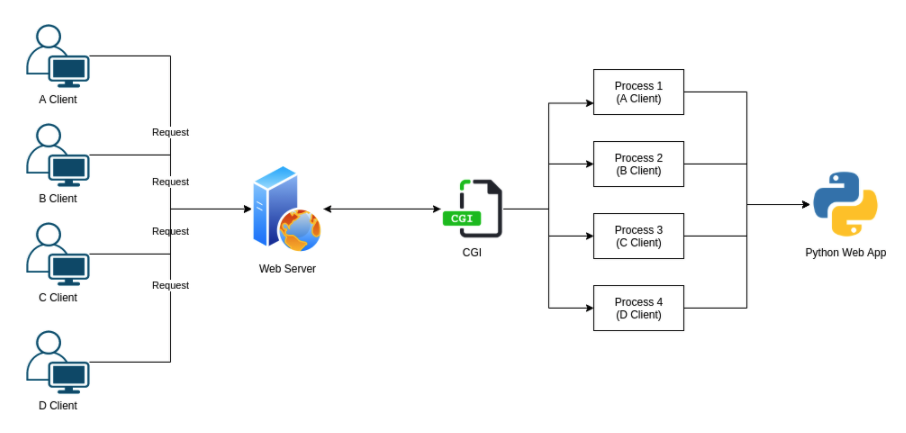 A Client
B Client
C Client
D Client
Request
Request
Request
Request
Web Server
CGI
CGI
Process 1
(A Client)
Process 2
(B Client)
Process 3
(C Client)
Process 4
(D Client)
Python Web App